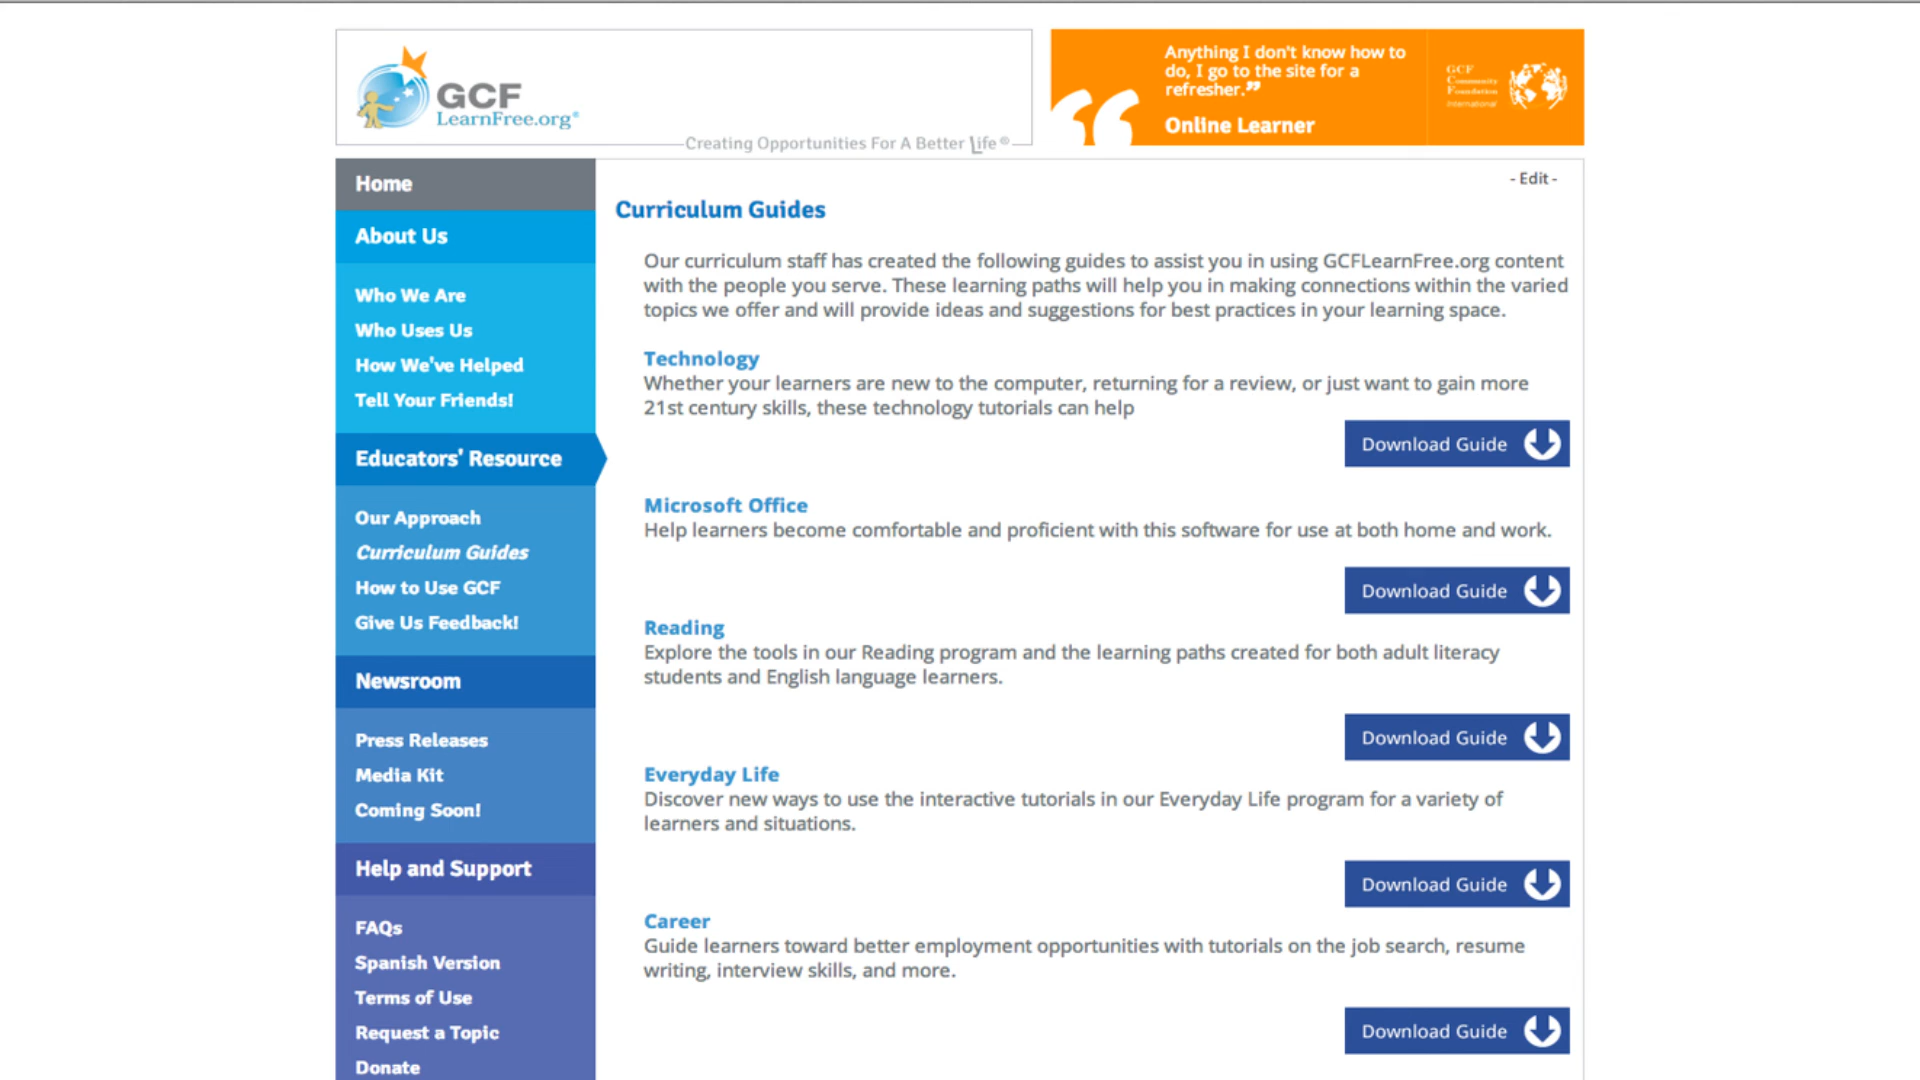 GCF
LearnFree.org®
Creating Opportunities For A Better Life®
Anything I don't know how to
do, I go to the site for a
refresher.”
Online Learner
GCF
Community
Foundation
International
Home
About Us
Who We Are
Who Uses Us
How We've Helped
Tell Your Friends!
Educators' Resource
Our Approach
Curriculum Guides
How to Use GCF
Give Us Feedback!
Newsroom
Press Releases
Media Kit
Coming Soon!
Help and Support
FAQs
Spanish Version
Terms of Use
Request a Topic
Donate
- Edit -
Curriculum Guides
Our curriculum staff has created the following guides to assist you in using GCFLearnFree.org content
with the people you serve. These learning paths will help you in making connections within the varied
topics we offer and will provide ideas and suggestions for best practices in your learning space.
Technology
Whether your learners are new to the computer, returning for a review, or just want to gain more
21st century skills, these technology tutorials can help
Download Guide
Microsoft Office
Help learners become comfortable and proficient with this software for use at both home and work.
Download Guide
Reading
Explore the tools in our Reading program and the learning paths created for both adult literacy
students and English language learners.
Download Guide
Everyday Life
Discover new ways to use the interactive tutorials in our Everyday Life program for a variety of
learners and situations.
Download Guide
Career
Guide learners toward better employment opportunities with tutorials on the job search, resume
writing, interview skills, and more.
Download Guide